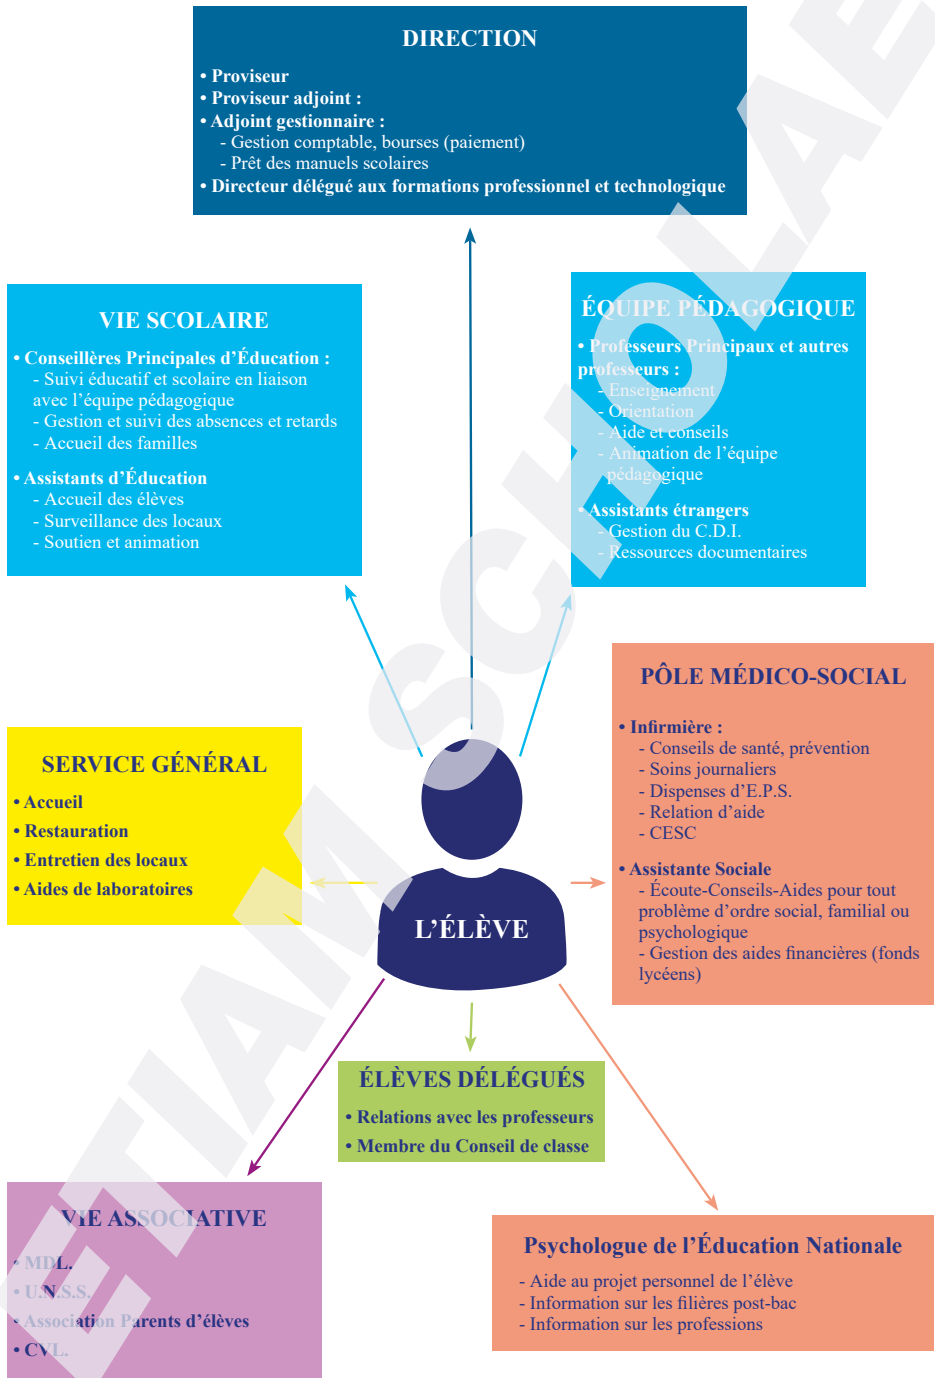 DIRECTION
• Proviseur
• Proviseur adjoint :
• Adjoint gestionnaire :
- Gestion comptable, bourses (paiement)
- Prêt des manuels scolaires
• Directeur délégué aux formations professionnel et technologique
VIE SCOLAIRE
• Conseillères Principales d’Éducation :
- Suivi éducatif et scolaire en liaison
avec l’équipe pédagogique
- Gestion et suivi des absences et retards
- Accueil des familles
• Assistants d’Éducation
- Accueil des élèves
- Surveillance des locaux
- Soutien et animation
ÉQUIPE PÉDAGOGIQUE
• Professeurs Principaux et autres
professeurs :
- Enseignement
- Orientation
- Aide et conseils
- Animation de l’équipe
pédagogique
• Assistants étrangers
- Gestion du C.D.I.
- Ressources documentaires
PÔLE MÉDICO-SOCIAL
• Infirmière :
- Conseils de santé, prévention
- Soins journaliers
- Dispenses d’E.P.S.
- Relation d’aide
- CESC
• Assistante Sociale
- Écoute-Conseils-Aides pour tout
problème d’ordre social, familial ou
psychologique
- Gestion des aides financières (fonds
lycéens)
SERVICE GÉNÉRAL
• Accueil
• Restauration
• Entretien des locaux
• Aides de laboratoires
L’ÉLÈVE
ÉLÈVES DÉLÉGUÉS
• Relations avec les professeurs
• Membre du Conseil de classe
VIE ASSOCIATIVE
• MDL.
• U.N.S.S.
• Association Parents d’élèves
• CVL.
Psychologue de l’Éducation Nationale
- Aide au projet personnel de l’élève
- Information sur les filières post-bac
- Information sur les professions
ETIAM SCHOLAE